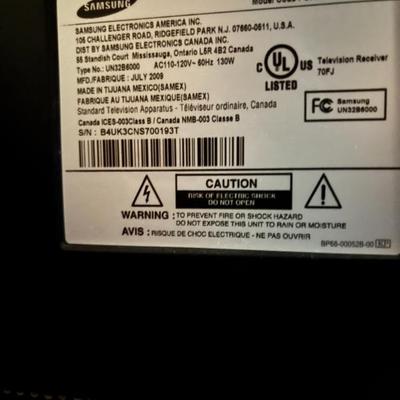 SAMSUNG
SAMSUNG ELECTRONICS AMERICA INC.
105 CHALLENGER ROAD, RIDGEFIELD PARK N.J. 07660-0511, U.S.A.
DIST BY SAMSUNG ELECTRONICS CANADA INC.
55 Standish Court Mississauga, Ontario L5R 4B2 Canada
Type No.: UN32B6000 AC110-120V~ 60Hz 130W
MFD./FABRIQUÉ : JULY 2009
MADE IN TIJUANA MEXICO(SAMEX)
FABRIQUE AU TIJUANA MEXIQUE(SAMEX)
Standard Television Apparatus - Téléviseur ordinaire, Canada
Canada ICES-003Class B / Canada NMB-003 Classe B
S/N : B4UK3CNS700193T
Model
C UL US
LISTED
Television Receiver
70FJ
FC Samsung
UN32B6000
CAUTION
RISK OF ELECTRIC SHOCK
DO NOT OPEN
WARNING : TO PREVENT FIRE OR SHOCK HAZARD
DO NOT EXPOSE THIS UNIT TO RAIN OR MOISTURE
AVIS : RISQUE DE CHOC ELECTRIQUE - NE PAS OUVRIR
BP68-00052B-00